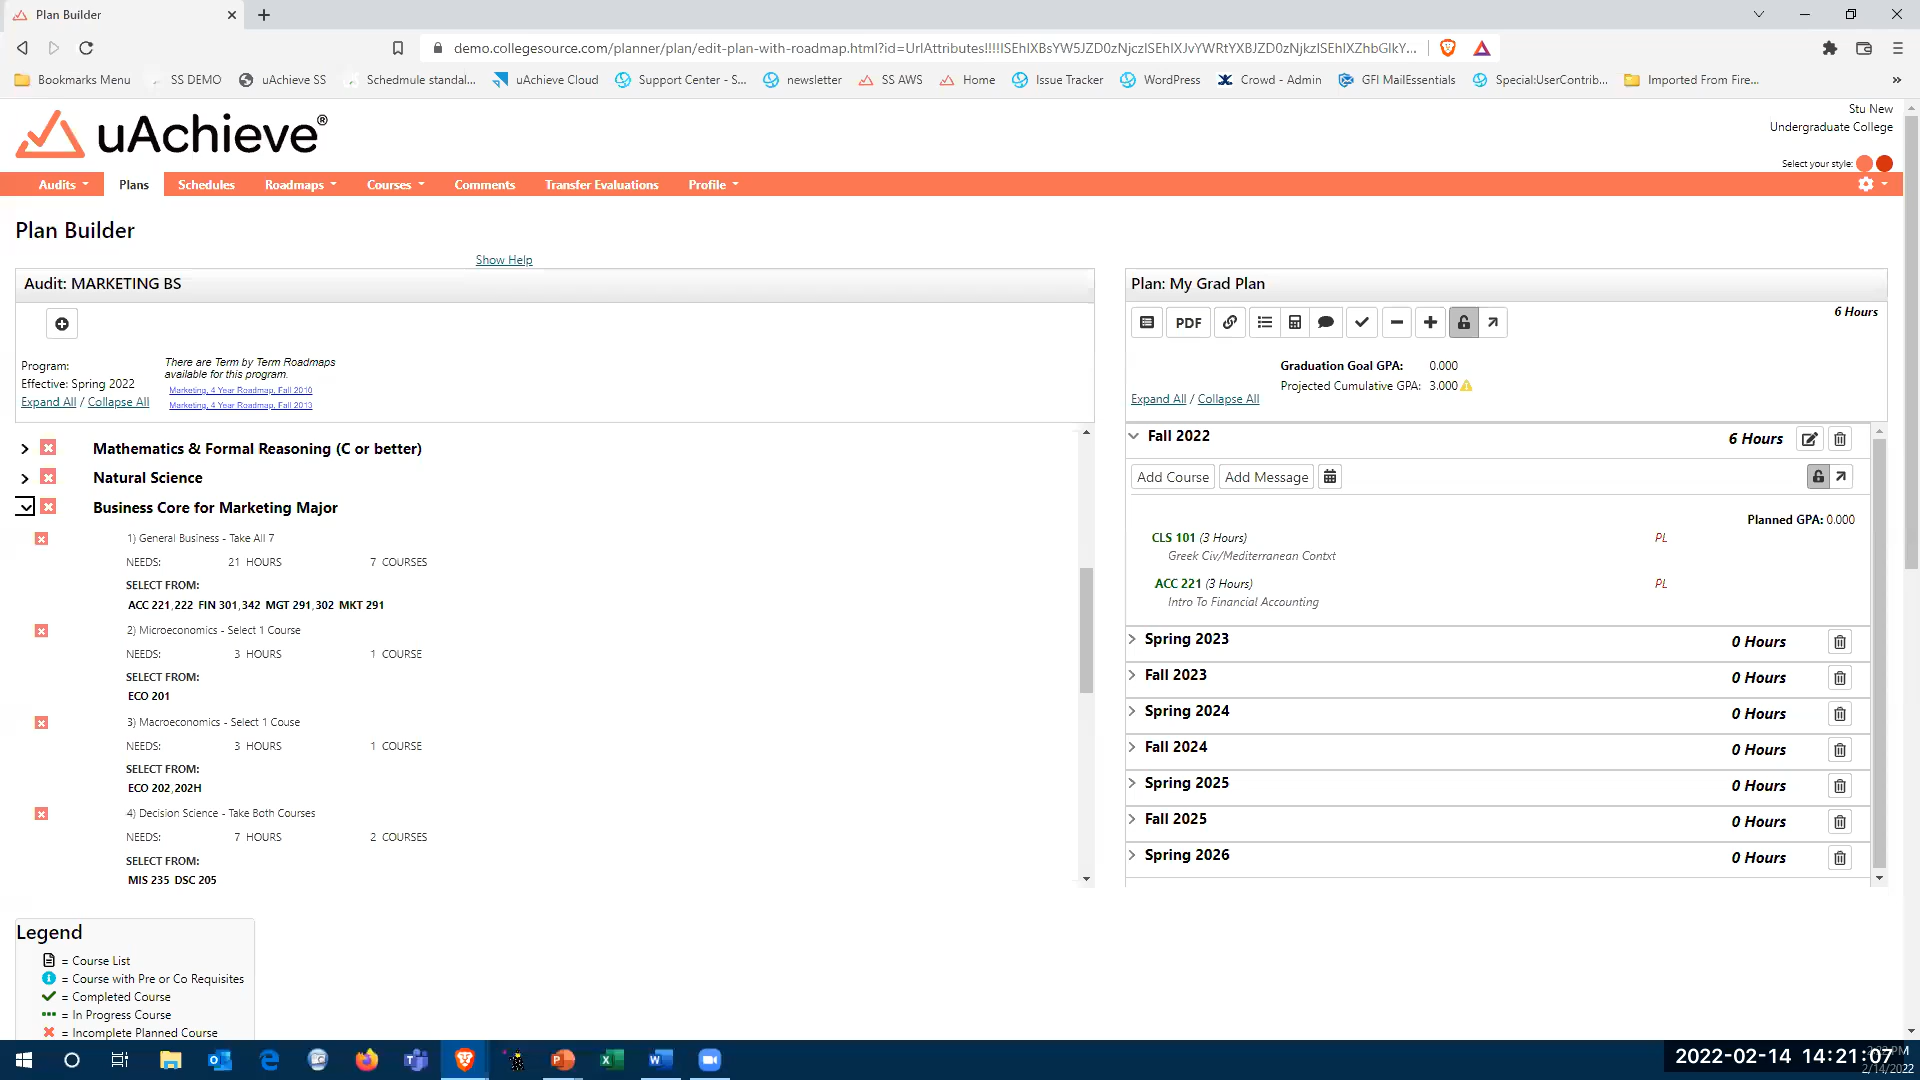 Plan Builder
demo.collegesource.com/planner/plan/edit-plan-with-roadmap.html?id=UrlAttributes!!!!ISEhIXBsYW5JZD0zNjczISEhIXJvYWRtYXBJZD0zNjkzISEhIXZhbGlkY...
Bookmarks Menu SS DEMO uAchieve SS Schedmule standal... uAchieve Cloud Support Center - S... newsletter SS AWS Home Issue Tracker WordPress Crowd - Admin GFI MailEssentials Special:UserContrib... Imported From Fire... »
uAchieve®
Stu New
Undergraduate College
Select your style:
Audits Plans Schedules Roadmaps Courses Comments Transfer Evaluations Profile
Plan Builder
Show Help
Audit: MARKETING BS
Program:
Effective: Spring 2022
Expand All / Collapse All
There are Term by Term Roadmaps
available for this program.
Marketing, 4 Year Roadmap, Fall 2010
Marketing, 4 Year Roadmap, Fall 2013
Mathematics & Formal Reasoning (C or better)
Natural Science
Business Core for Marketing Major
1) General Business - Take All 7
NEEDS: 21 HOURS 7 COURSES
SELECT FROM:
ACC 221,222 FIN 301,342 MGT 291,302 MKT 291
2) Microeconomics - Select 1 Course
NEEDS: 3 HOURS 1 COURSE
SELECT FROM:
ECO 201
3) Macroeconomics - Select 1 Couse
NEEDS: 3 HOURS 1 COURSE
SELECT FROM:
ECO 202,202H
4) Decision Science - Take Both Courses
NEEDS: 7 HOURS 2 COURSES
SELECT FROM:
MIS 235 DSC 205
Plan: My Grad Plan
PDF
6 Hours
Graduation Goal GPA: 0.000
Projected Cumulative GPA: 3.000
Expand All / Collapse All
Fall 2022 6 Hours
Add Course Add Message
Planned GPA: 0.000
CLS 101 (3 Hours) PL
Greek Civ/Mediterranean Contxt
ACC 221 (3 Hours) PL
Intro To Financial Accounting
Spring 2023 0 Hours
Fall 2023 0 Hours
Spring 2024 0 Hours
Fall 2024 0 Hours
Spring 2025 0 Hours
Fall 2025 0 Hours
Spring 2026 0 Hours
Legend
= Course List
= Course with Pre or Co Requisites
= Completed Course
= In Progress Course
= Incomplete Planned Course
2022-02-14 14:21:07
2/14/2022